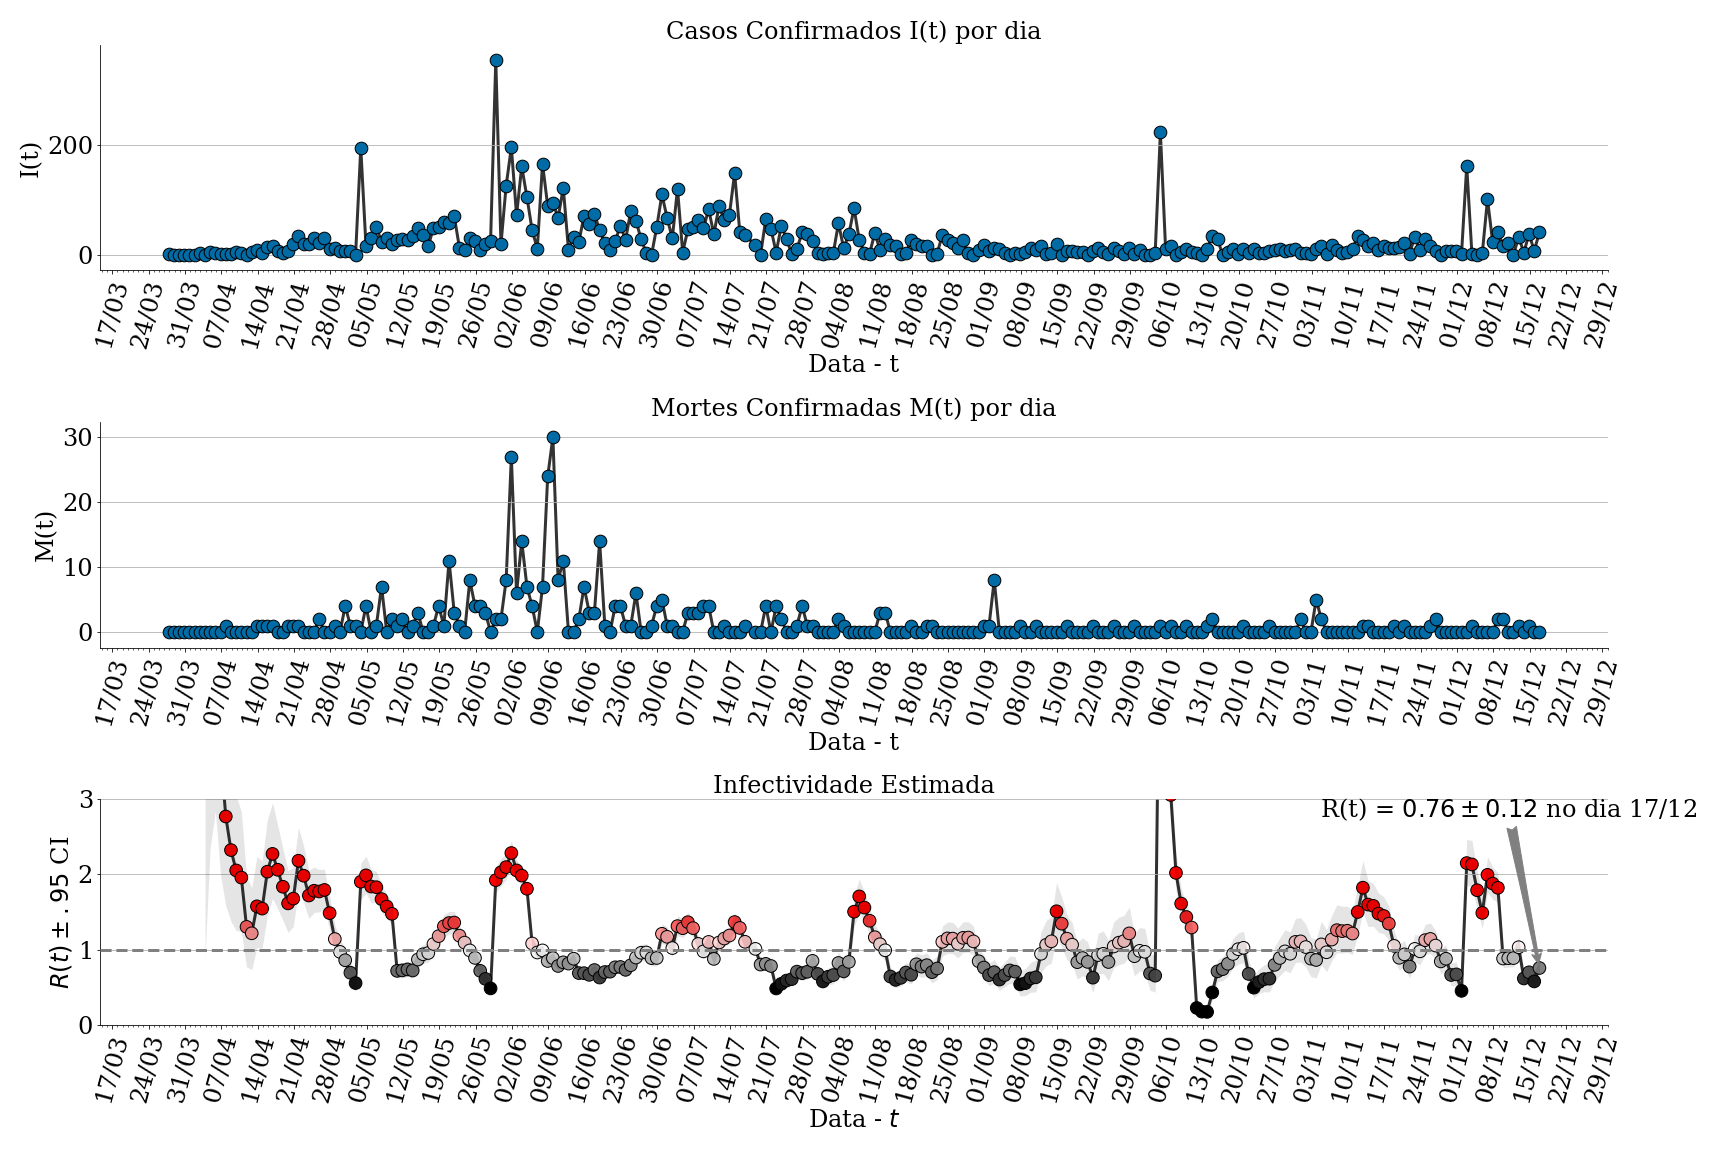 Casos Confirmados I(t) por dia
200
0
I(t)
17/03 24/03 31/03 07/04 14/04 21/04 28/04 05/05 12/05 19/05 26/05 02/06 09/06 16/06 23/06 30/06 07/07 14/07 21/07 28/07 04/08 11/08 18/08 25/08 01/09 08/09 15/09 22/09 29/09 06/10 13/10 20/10 27/10 03/11 10/11 17/11 24/11 01/12 08/12 15/12 22/12 29/12
Data - t
Mortes Confirmadas M(t) por dia
30
20
10
0
M(t)
17/03 24/03 31/03 07/04 14/04 21/04 28/04 05/05 12/05 19/05 26/05 02/06 09/06 16/06 23/06 30/06 07/07 14/07 21/07 28/07 04/08 11/08 18/08 25/08 01/09 08/09 15/09 22/09 29/09 06/10 13/10 20/10 27/10 03/11 10/11 17/11 24/11 01/12 08/12 15/12 22/12 29/12
Data - t
Infectividade Estimada
R(t) = 0.76 ± 0.12 no dia 17/12
3
2
1
0
R(t) ± .95 CI
17/03 24/03 31/03 07/04 14/04 21/04 28/04 05/05 12/05 19/05 26/05 02/06 09/06 16/06 23/06 30/06 07/07 14/07 21/07 28/07 04/08 11/08 18/08 25/08 01/09 08/09 15/09 22/09 29/09 06/10 13/10 20/10 27/10 03/11 10/11 17/11 24/11 01/12 08/12 15/12 22/12 29/12
Data - t